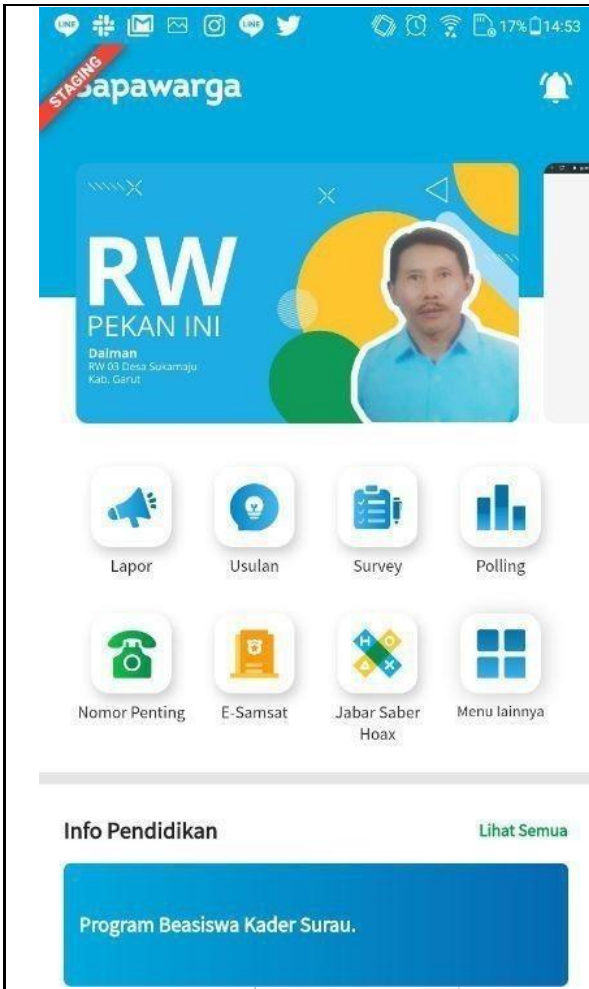 17% 14:53
STAGING
Sapawarga
RW
PEKAN INI
Daiman
RW 03 Desa Sukamaju
Kab. Garut
Lapor Usulan Survey Polling
HOAX
Nomor Penting E-Samsat Jabar Saber Menu lainnya
Hoax
Info Pendidikan Lihat Semua
Program Beasiswa Kader Surau.